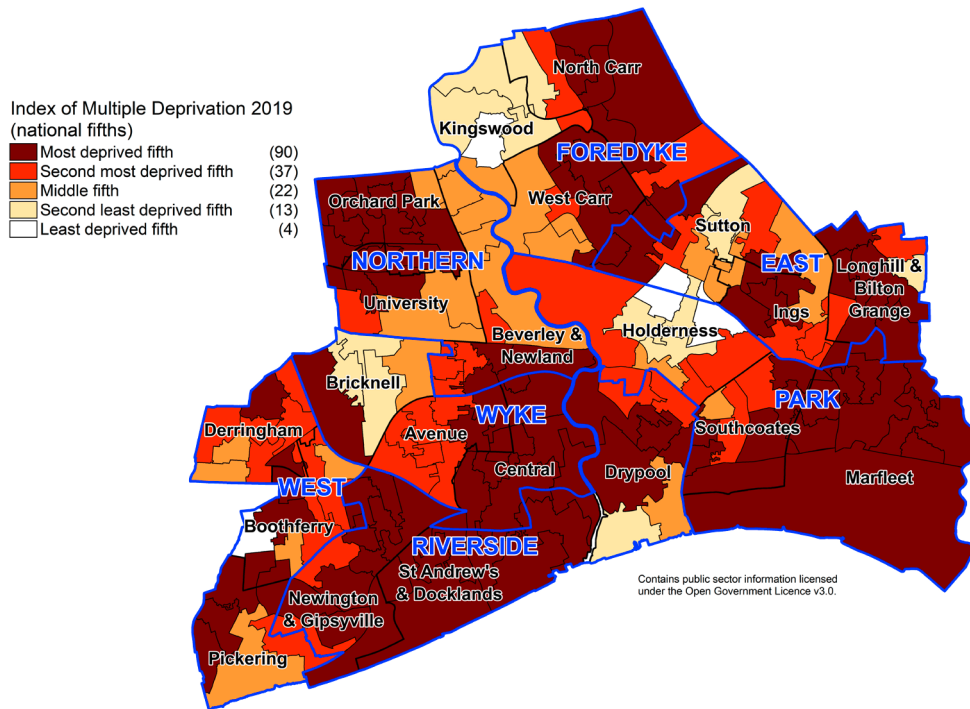 Index of Multiple Deprivation 2019
(national fifths)
Most deprived fifth (90)
Second most deprived fifth (37)
Middle fifth (22)
Second least deprived fifth (13)
Least deprived fifth (4)
North Carr
Kingswood
FOREDYKE
Orchard Park
West Carr
Sutton
NORTHERN
EAST
Longhill &
Bilton
Grange
University
Ings
Beverley &
Newland
Holderness
Bricknell
PARK
WYKE
Derringham
Avenue
Southcoates
Central
Drypool
Marfleet
WEST
Boothferry
RIVERSIDE
St Andrew's
& Docklands
Newington
& Gipsyville
Pickering
Contains public sector information licensed
under the Open Government Licence v3.0.